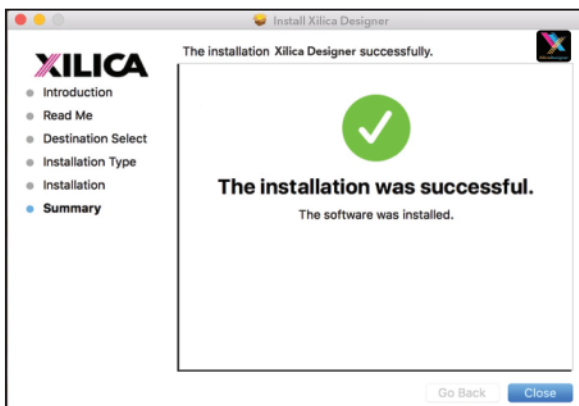 Install Xilica Designer
XILICA
The installation Xilica Designer successfully.
Introduction
Read Me
Destination Select
Installation Type
Installation
Summary
The installation was successful.
The software was installed.
Go Back
Close